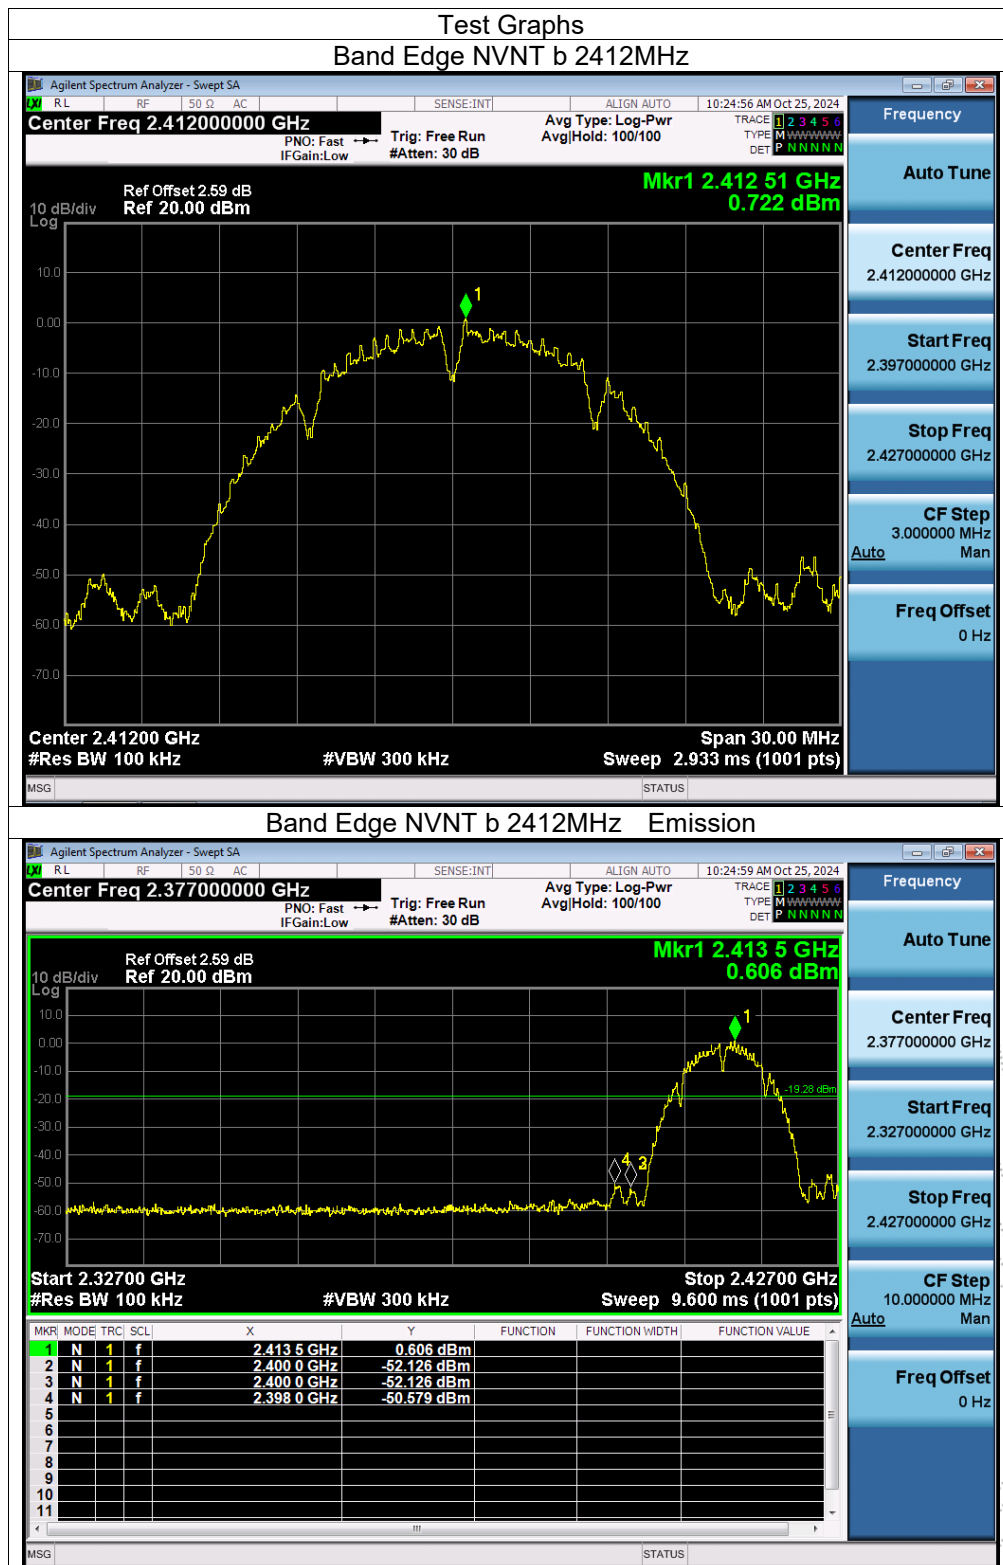 Test Graphs
Band Edge NVNT b 2412MHz
Agilent Spectrum Analyzer - Swept SA
LXI RL RF 50 Ω AC SENSE:INT ALIGN AUTO 10:24:56 AM Oct 25, 2024
Center Freq 2.412000000 GHz
PNO: Fast
IFGain:Low
Trig: Free Run
#Atten: 30 dB
Avg Type: Log-Pwr
Avg|Hold: 100/100
TRACE 1 2 3 4 5 6
TYPE M WWWWW
DET P N N N N N
Frequency
Auto Tune
Center Freq
2.412000000 GHz
Start Freq
2.397000000 GHz
Stop Freq
2.427000000 GHz
CF Step
3.000000 MHz
Auto Man
Freq Offset
0 Hz
Mkr1 2.412 51 GHz
0.722 dBm
Ref Offset 2.59 dB
10 dB/div Ref 20.00 dBm
Log
10.0
1
0.00
-10.0
-20.0
-30.0
-40.0
-50.0
-60.0
-70.0
Center 2.41200 GHz Span 30.00 MHz
#Res BW 100 kHz #VBW 300 kHz Sweep 2.933 ms (1001 pts)
MSG STATUS
Band Edge NVNT b 2412MHz Emission
Agilent Spectrum Analyzer - Swept SA
LXI RL RF 50 Ω AC SENSE:INT ALIGN AUTO 10:24:59 AM Oct 25, 2024
Center Freq 2.377000000 GHz
PNO: Fast
IFGain:Low
Trig: Free Run
#Atten: 30 dB
Avg Type: Log-Pwr
Avg|Hold: 100/100
TRACE 1 2 3 4 5 6
TYPE M WWWWW
DET P N N N N N
Frequency
Auto Tune
Center Freq
2.377000000 GHz
Start Freq
2.327000000 GHz
Stop Freq
2.427000000 GHz
CF Step
10.000000 MHz
Auto Man
Freq Offset
0 Hz
Mkr1 2.413 5 GHz
0.606 dBm
Ref Offset 2.59 dB
10 dB/div Ref 20.00 dBm
Log
10.0
1
0.00
-10.0
-19.28 dBm
-20.0
-30.0
-40.0
4 3
-50.0
-60.0
-70.0
Start 2.32700 GHz Stop 2.42700 GHz
#Res BW 100 kHz #VBW 300 kHz Sweep 9.600 ms (1001 pts)
MKR MODE TRC SCL X Y FUNCTION FUNCTION WIDTH FUNCTION VALUE
1 N 1 f 2.413 5 GHz 0.606 dBm
2 N 1 f 2.400 0 GHz -52.126 dBm
3 N 1 f 2.400 0 GHz -52.126 dBm
4 N 1 f 2.398 0 GHz -50.579 dBm
5
6
7
8
9
10
11
MSG STATUS